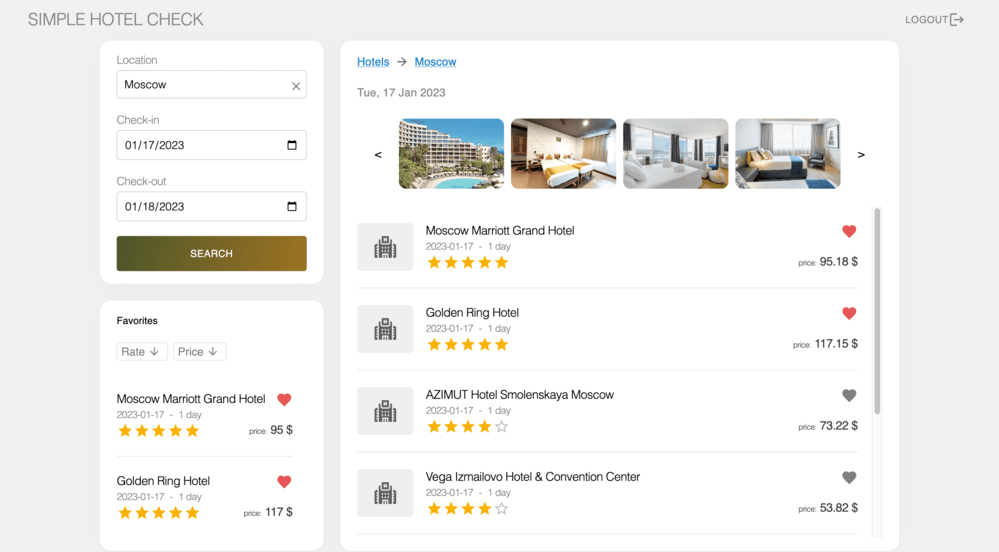 SIMPLE HOTEL CHECK
LOGOUT
Location
Moscow
Check-in
01/17/2023
Check-out
01/18/2023
SEARCH
Favorites
Rate ↓ Price ↓
Moscow Marriott Grand Hotel
2023-01-17 - 1 day
price: 95 $
Golden Ring Hotel
2023-01-17 - 1 day
price: 117 $
Hotels → Moscow
Tue, 17 Jan 2023
< >
Moscow Marriott Grand Hotel
2023-01-17 - 1 day
price: 95.18 $
Golden Ring Hotel
2023-01-17 - 1 day
price: 117.15 $
AZIMUT Hotel Smolenskaya Moscow
2023-01-17 - 1 day
price: 73.22 $
Vega Izmailovo Hotel & Convention Center
2023-01-17 - 1 day
price: 53.82 $